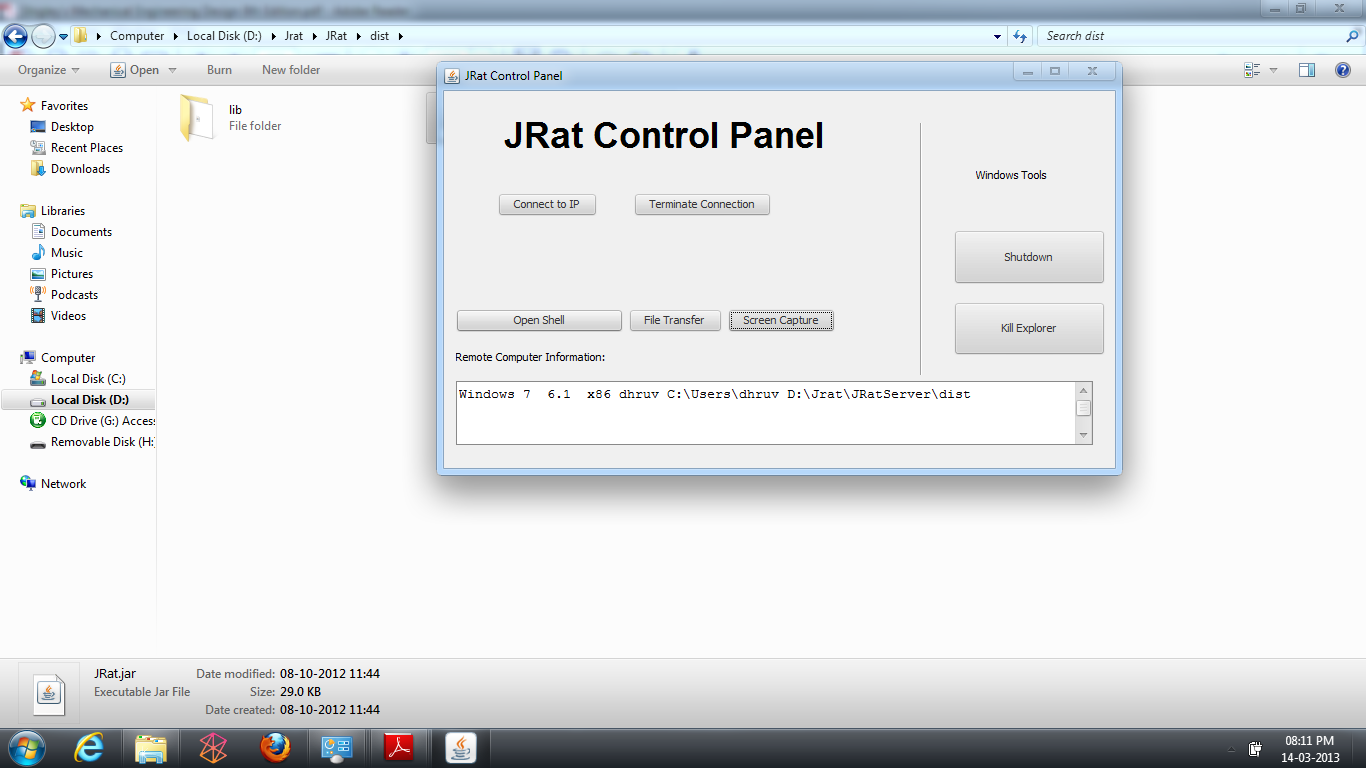 Computer Local Disk (D:) Jrat JRat dist Search dist
Organize Open Burn New folder
Favorites
Desktop
Recent Places
Downloads
Libraries
Documents
Music
Pictures
Podcasts
Videos
Computer
Local Disk (C:)
Local Disk (D:)
CD Drive (G:) Acces
Removable Disk (H:
Network
lib
File folder
JRat Control Panel
JRat Control Panel
Connect to IP Terminate Connection
Open Shell File Transfer Screen Capture
Remote Computer Information:
Windows 7 6.1 x86 dhruv C:\Users\dhruv D:\Jrat\JRatServer\dist
Windows Tools
Shutdown
Kill Explorer
JRat.jar Date modified: 08-10-2012 11:44
Executable Jar File Size: 29.0 KB
Date created: 08-10-2012 11:44
08:11 PM
14-03-2013